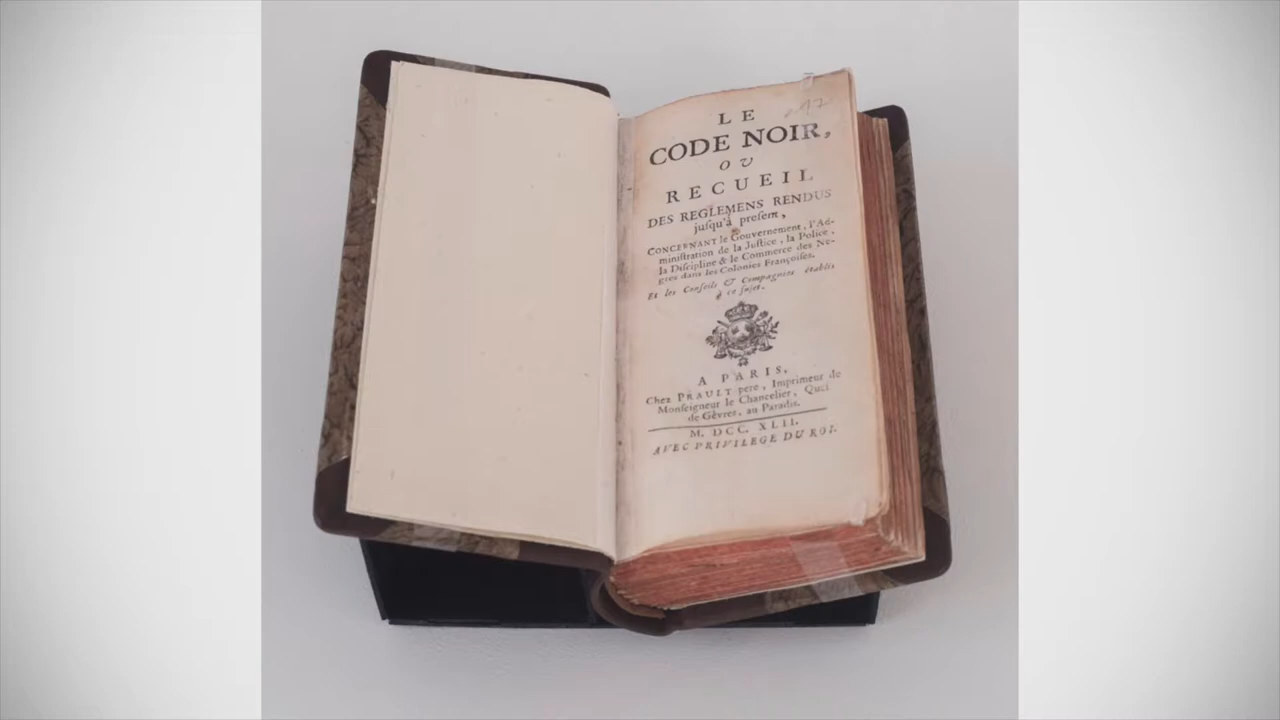 LE
CODE NOIR,
OU
RECUEIL
DES REGLEMENS RENDUS
jusqu'à present,
CONCERNANT le Gouvernement, l'Ad-
ministration de la Justice, la Police,
la Discipline & le Commerce des Ne-
gres dans les Colonies Françoises.
Et les Conseils & Compagnies établis
à ce sujet.
A PARIS,
Chez PRAULT pere, Imprimeur de
Monseigneur le Chancelier, Quai
de Gêvres, au Paradis.
M. DCC. XLII.
AVEC PRIVILEGE DU ROI.